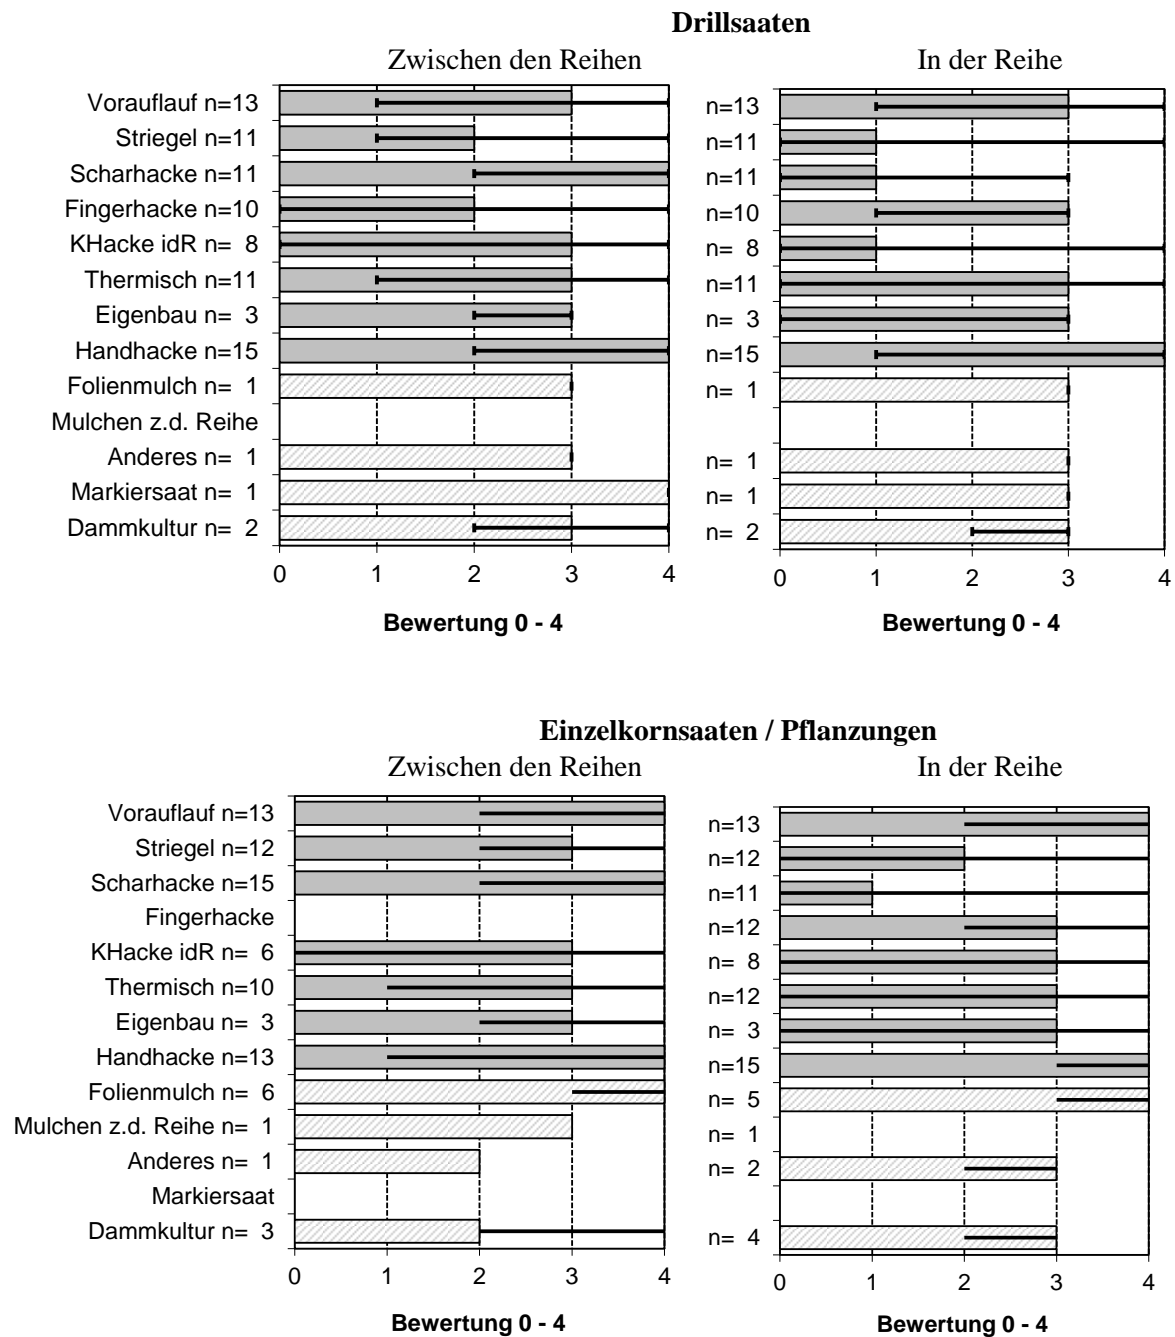 Drillsaaten
Zwischen den Reihen
In der Reihe
Vorauflauf n=13
Striegel n=11
Scharhacke n=11
Fingerhacke n=10
KHacke idR n= 8
Thermisch n=11
Eigenbau n= 3
Handhacke n=15
Folienmulch n= 1
Mulchen z.d. Reihe
Anderes n= 1
Markiersaat n= 1
Dammkultur n= 2
0 1 2 3 4
Bewertung 0 - 4
n=13
n=11
n=11
n=10
n= 8
n=11
n= 3
n=15
n= 1
n= 1
n= 1
n= 2
0 1 2 3 4
Bewertung 0 - 4
Einzelkornsaaten / Pflanzungen
Zwischen den Reihen
In der Reihe
Vorauflauf n=13
Striegel n=12
Scharhacke n=15
Fingerhacke
KHacke idR n= 6
Thermisch n=10
Eigenbau n= 3
Handhacke n=13
Folienmulch n= 6
Mulchen z.d. Reihe n= 1
Anderes n= 1
Markiersaat
Dammkultur n= 3
0 1 2 3 4
Bewertung 0 - 4
n=13
n=12
n=11
n=12
n= 8
n=12
n= 3
n=15
n= 5
n= 1
n= 2
n= 4
0 1 2 3 4
Bewertung 0 - 4